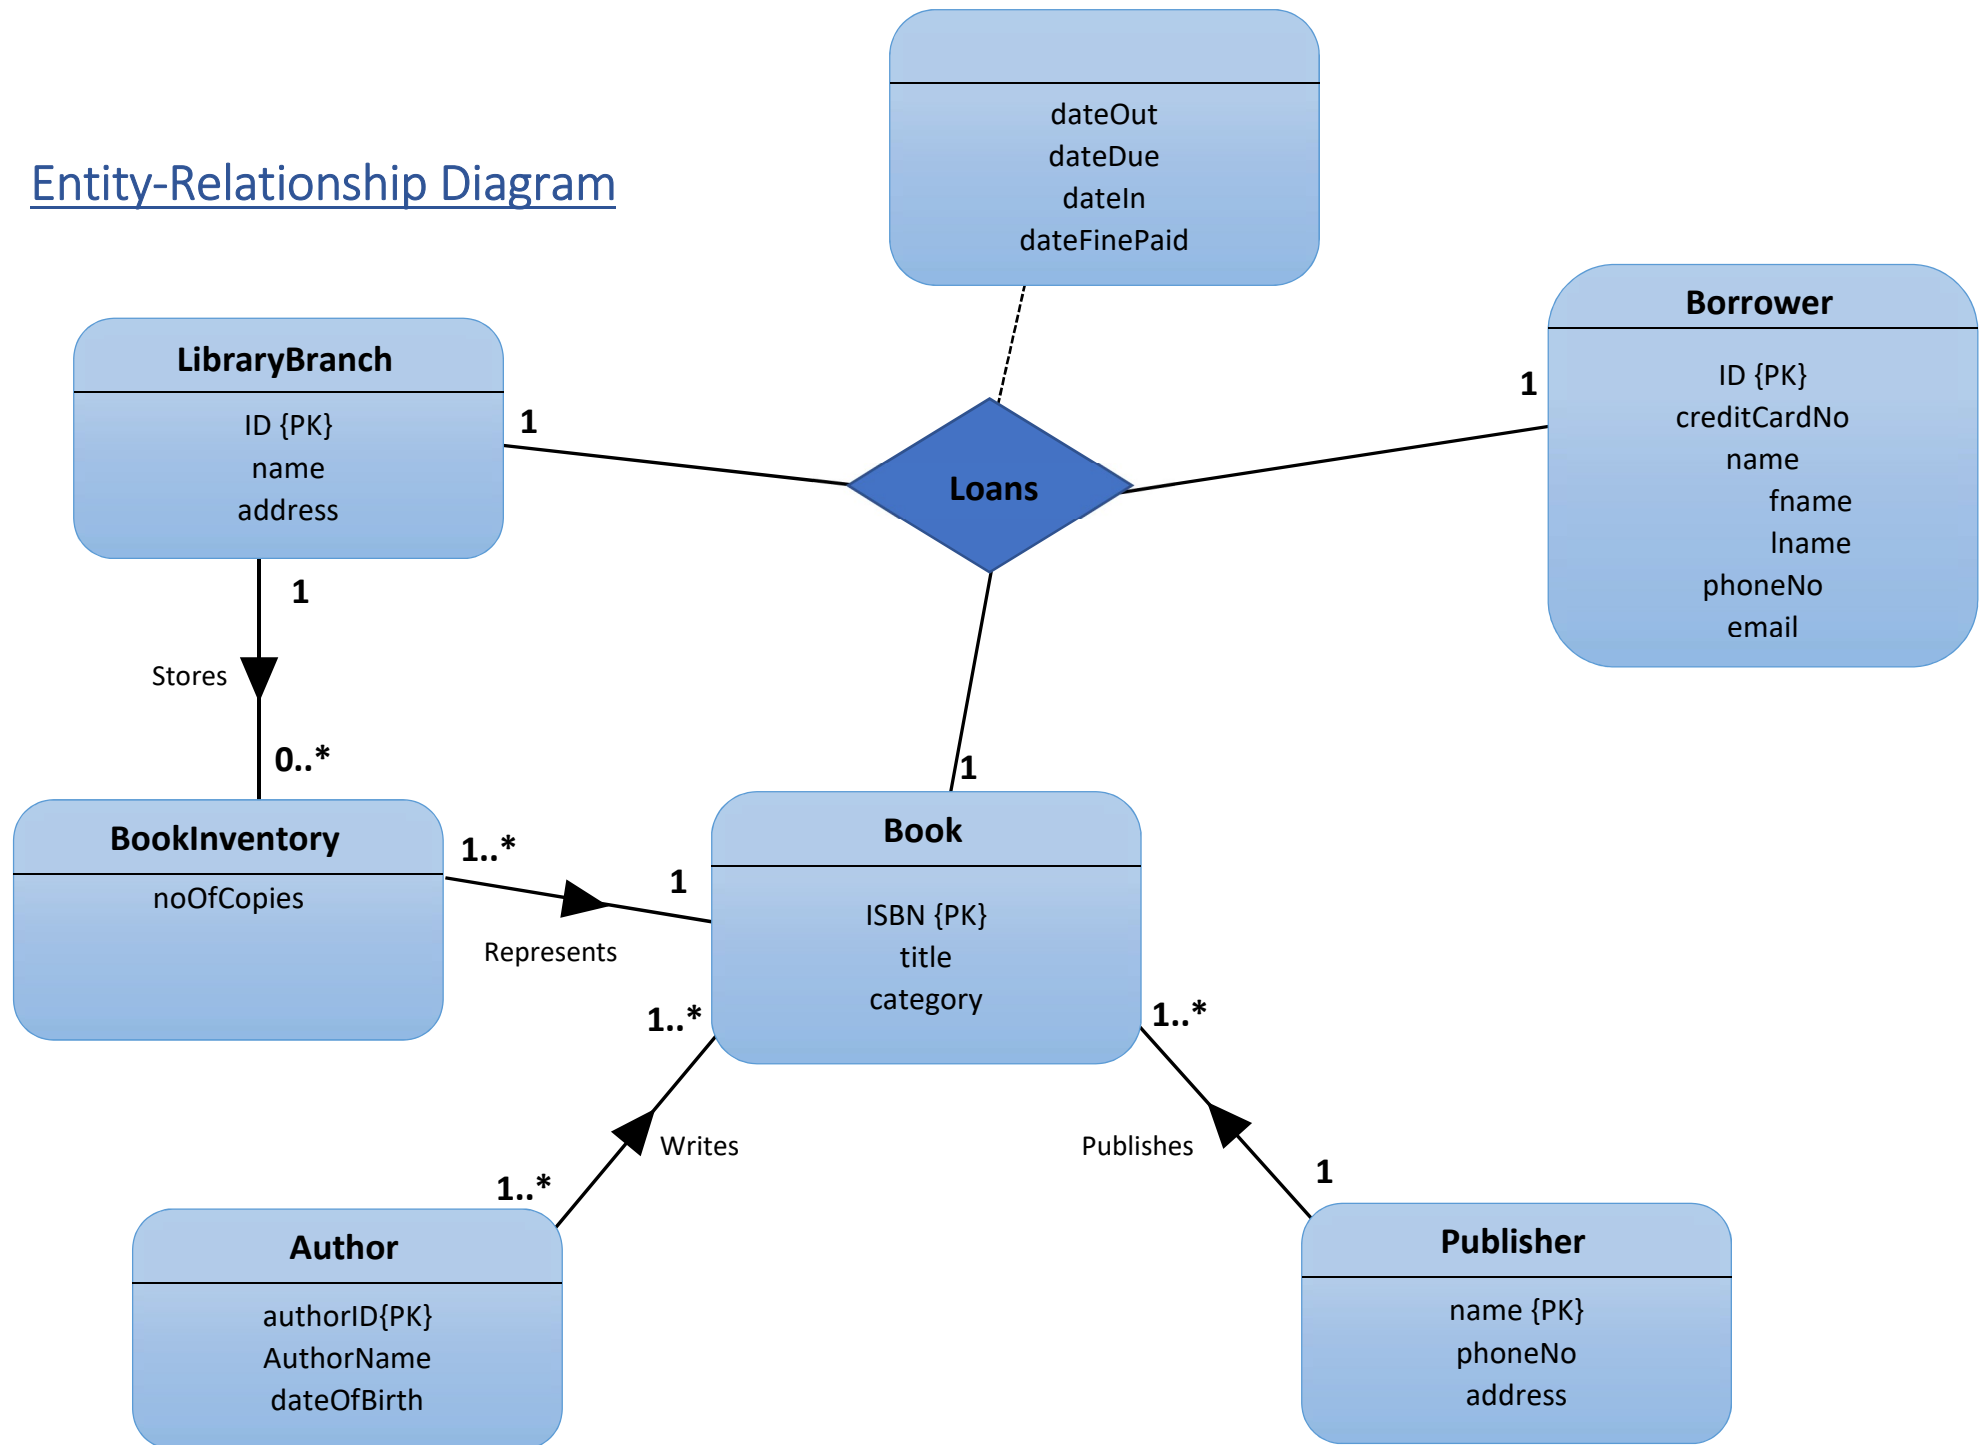 Entity-Relationship Diagram
dateOut
dateDue
dateIn
dateFinePaid
LibraryBranch
ID {PK}
name
address
1
Loans
1
Borrower
ID {PK}
creditCardNo
name
fname
lname
phoneNo
email
1
Stores
0..*
1
BookInventory
noOfCopies
1..*
1
Represents
Book
ISBN {PK}
title
category
1..*
1..*
Writes
Publishes
1..*
1
Author
authorID{PK}
AuthorName
dateOfBirth
Publisher
name {PK}
phoneNo
address